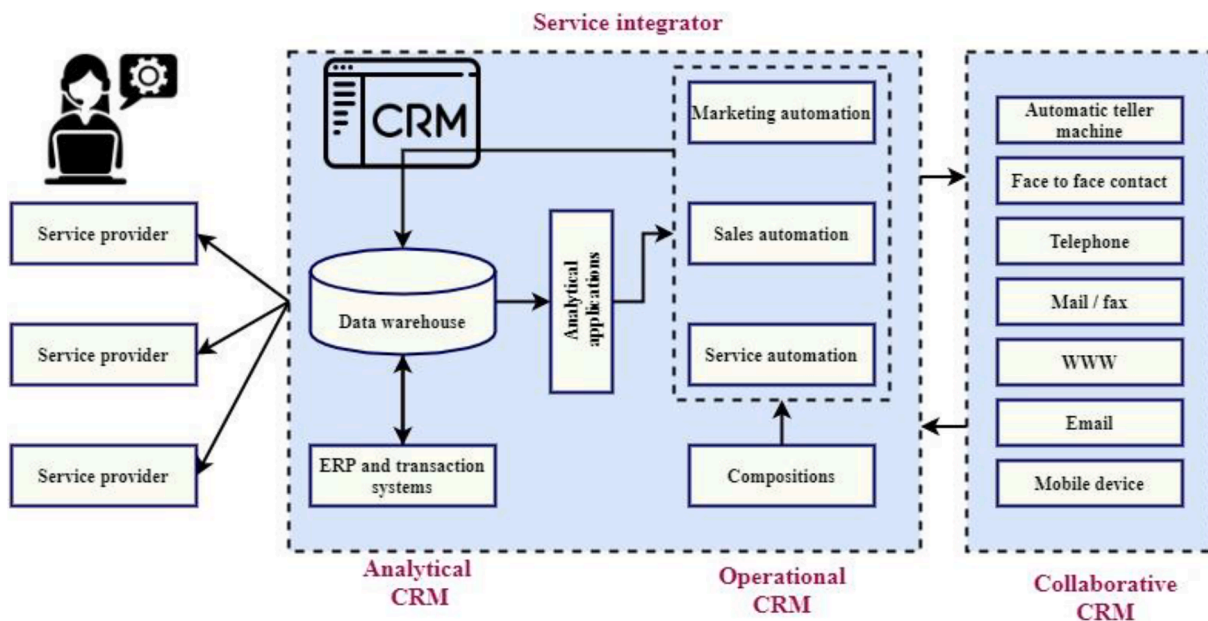 Service integrator
CRM
Marketing automation
Sales automation
Service automation
Compositions
Service provider
Service provider
Service provider
Data warehouse
Analytical
applications
ERP and transaction
systems
Automatic teller
machine
Face to face contact
Telephone
Mail / fax
WWW
Email
Mobile device
Analytical
CRM
Operational
CRM
Collaborative
CRM